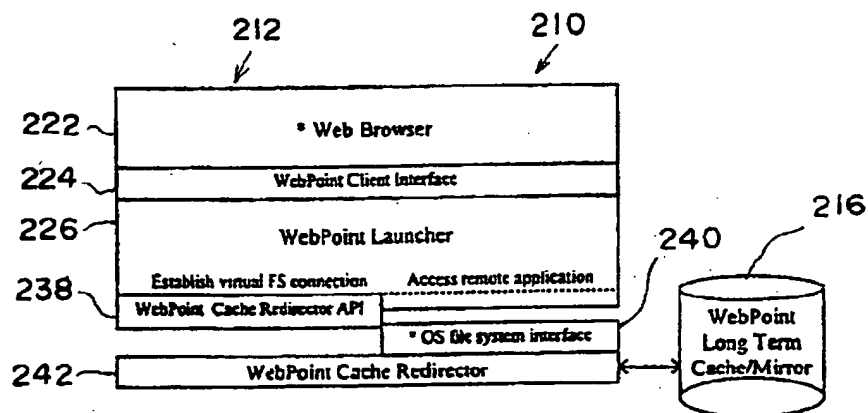 212
210
222
* Web Browser
224
WebPoint Client Interface
226
WebPoint Launcher
216
240
Establish virtual FS connection
Access remote application
238
WebPoint Cache Redirector API
* OS file system interface
WebPoint
Long Term
Cache/Mirror
242
WebPoint Cache Redirector